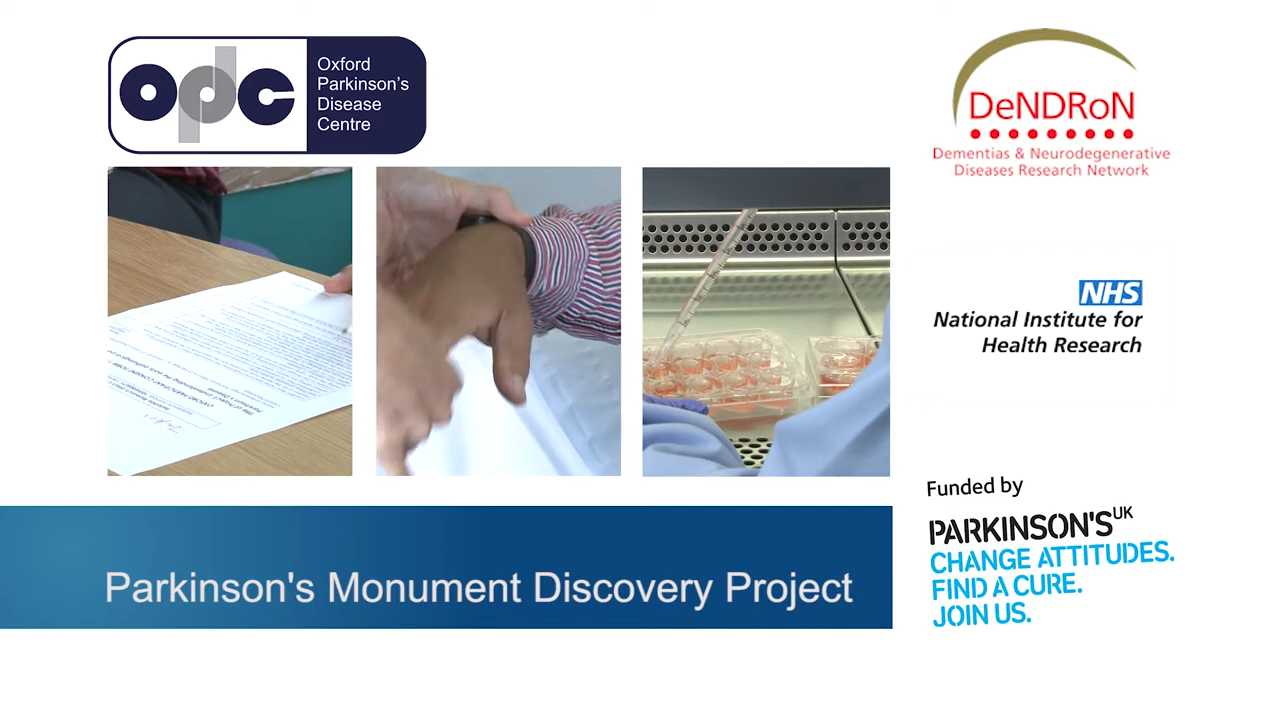 opdc
Oxford
Parkinson's
Disease
Centre
DeNDRoN
Dementias & Neurodegenerative
Diseases Research Network
NHS
National Institute for
Health Research
Funded by
PARKINSON'S UK
CHANGE ATTITUDES.
FIND A CURE.
JOIN US.
Parkinson's Monument Discovery Project